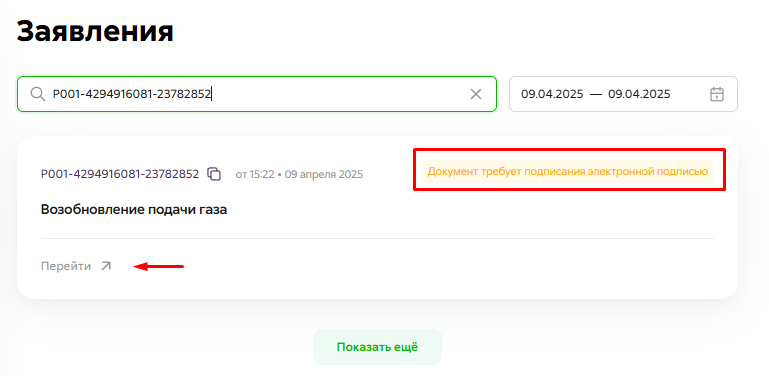 Заявления
P001-4294916081-23782852
09.04.2025 — 09.04.2025
P001-4294916081-23782852 от 15:22 • 09 апреля 2025 Документ требует подписания электронной подписью
Возобновление подачи газа
Перейти
Показать ещё